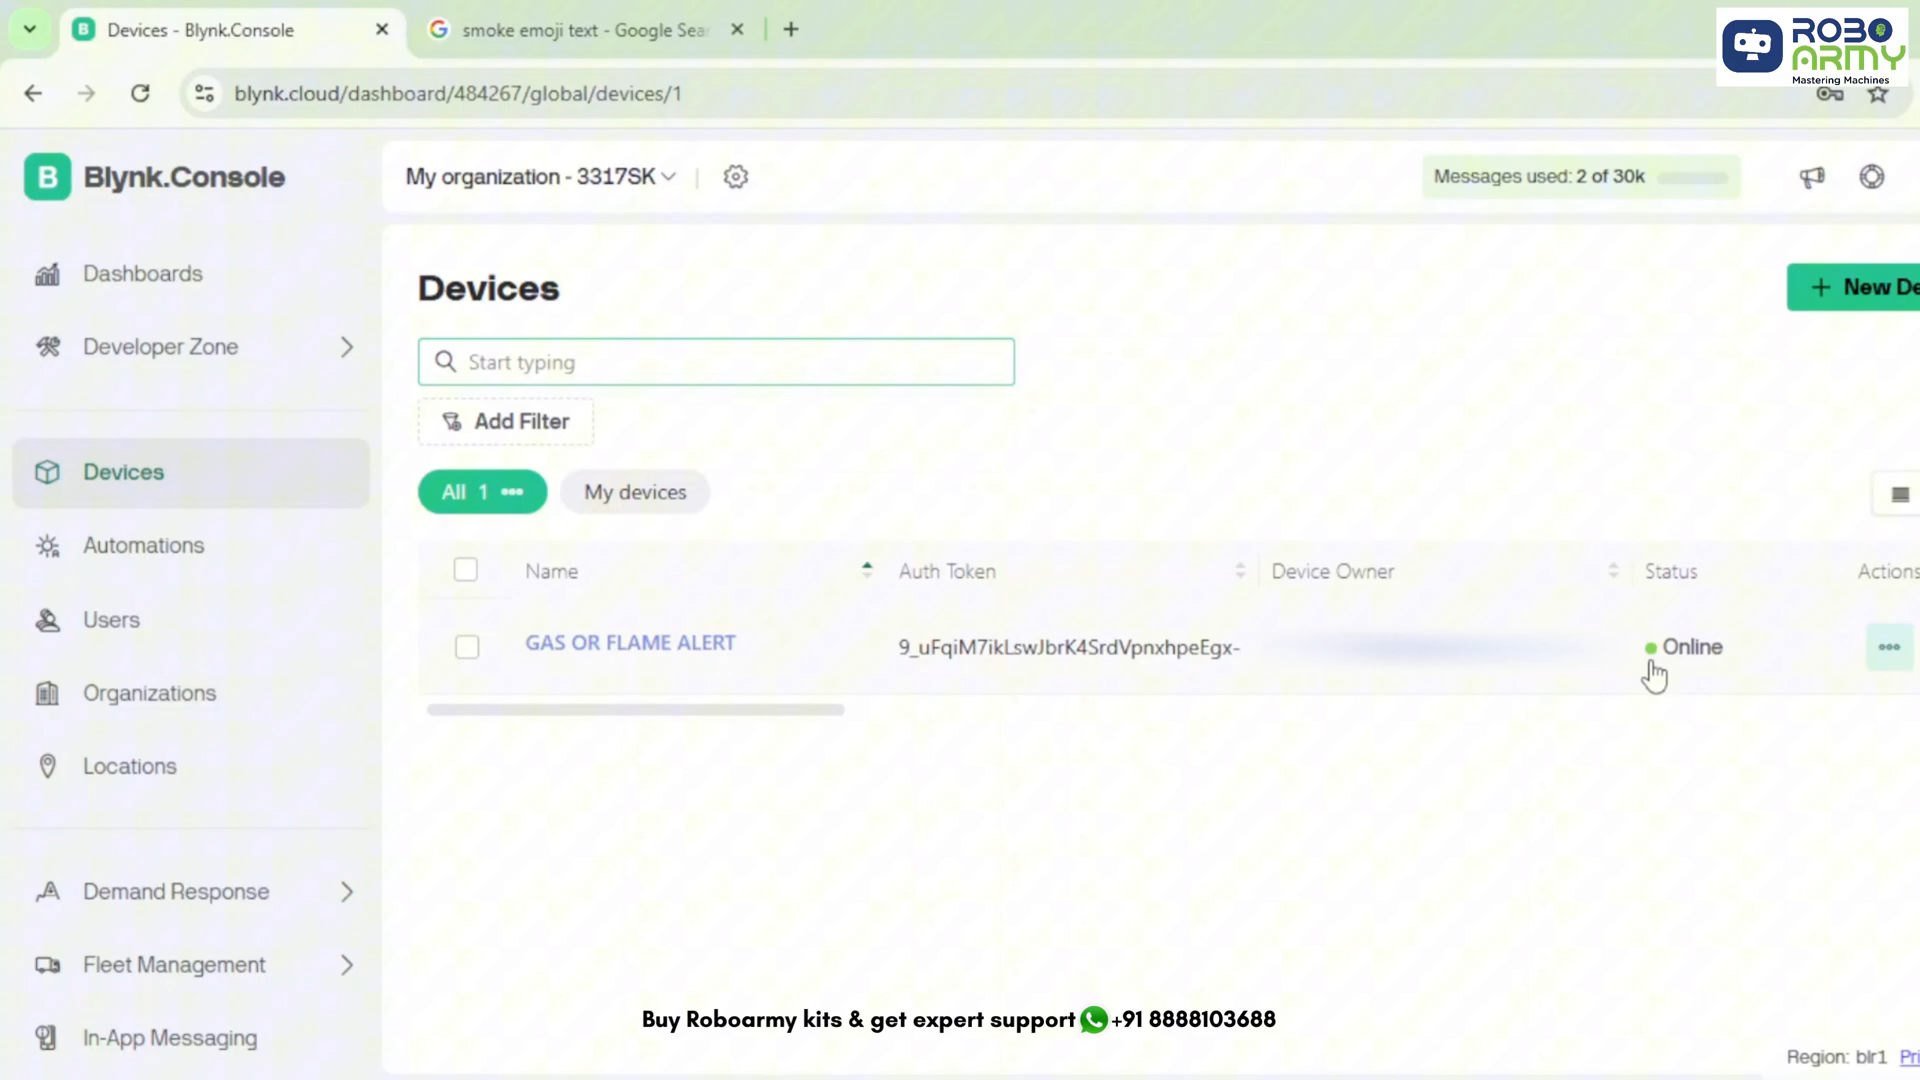 Devices - Blynk.Console
smoke emoji text - Google Sear
ROBO
ARMY
Mastering Machines
blynk.cloud/dashboard/484267/global/devices/1
B Blynk.Console
My organization - 3317SK
Messages used: 2 of 30k
Dashboards
Developer Zone
Devices
Automations
Users
Organizations
Locations
Demand Response
Fleet Management
In-App Messaging
Devices
+ New De
Start typing
Add Filter
All 1
My devices
Name
Auth Token
Device Owner
Status
Actions
GAS OR FLAME ALERT
9_uFqiM7ikLswJbrK4SrdVpnxhpeEgx-
Online
Buy Roboarmy kits & get expert support +91 8888103688
Region: blr1 Pri